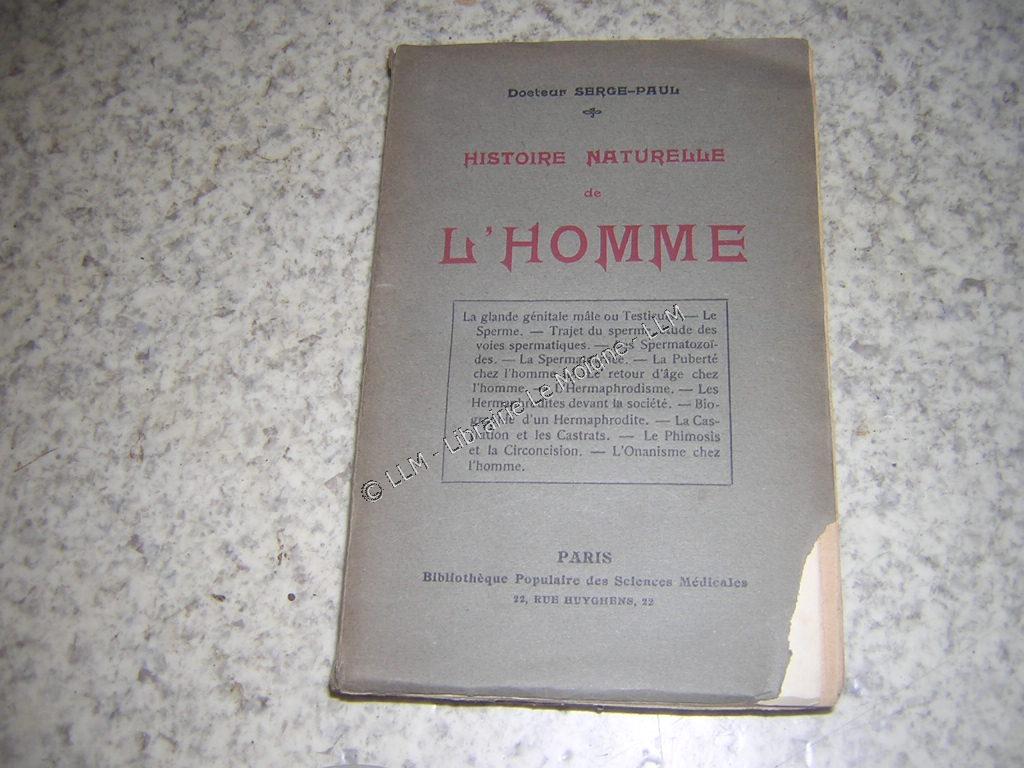 Docteur SERGE-PAUL
HISTOIRE NATURELLE
de
L'HOMME
La glande génitale mâle ou Testicule. — Le
Sperme. — Trajet du sperme, étude des
voies spermatiques. — Les Spermatozoï-
des. — La — La Puberté
chez l'homme. — Le retour d'âge chez
l'homme. — L'Hermaphrodisme. — Les
Hermaphrodites devant la société. — Bio-
graphie d'un Hermaphrodite. — La Cas-
tration et les Castrats. — Le Phimosis
et la Circoncision. — L'Onanisme chez
l'homme.
PARIS
Bibliothèque Populaire des Sciences Médicales
22, RUE HUYGHENS, 22
© LLM - Librairie Le Molane - LLM